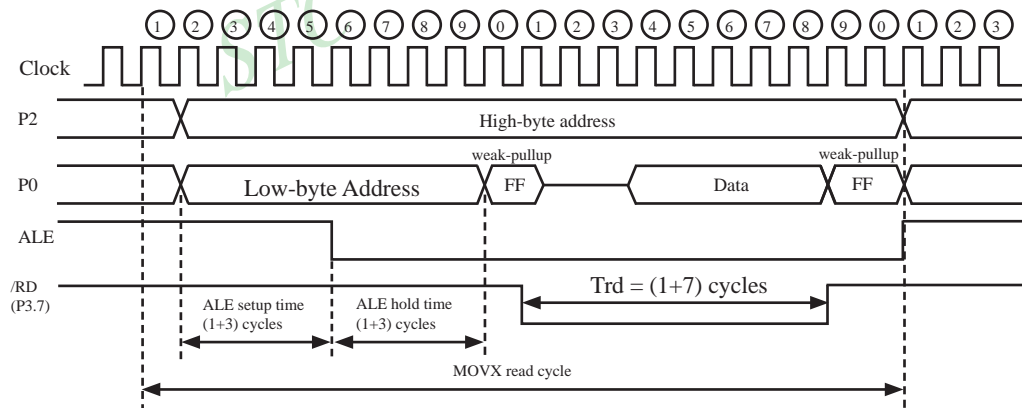 1 2 3 4 5 6 7 8 9 0 1 2 3 4 5 6 7 8 9 0 1 2 3
STC
Clock
P2
High-byte address
weak-pullup
weak-pullup
P0
Low-byte Address
FF
Data
FF
ALE
/RD
(P3.7)
Trd = (1+7) cycles
ALE setup time
(1+3) cycles
ALE hold time
(1+3) cycles
MOVX read cycle